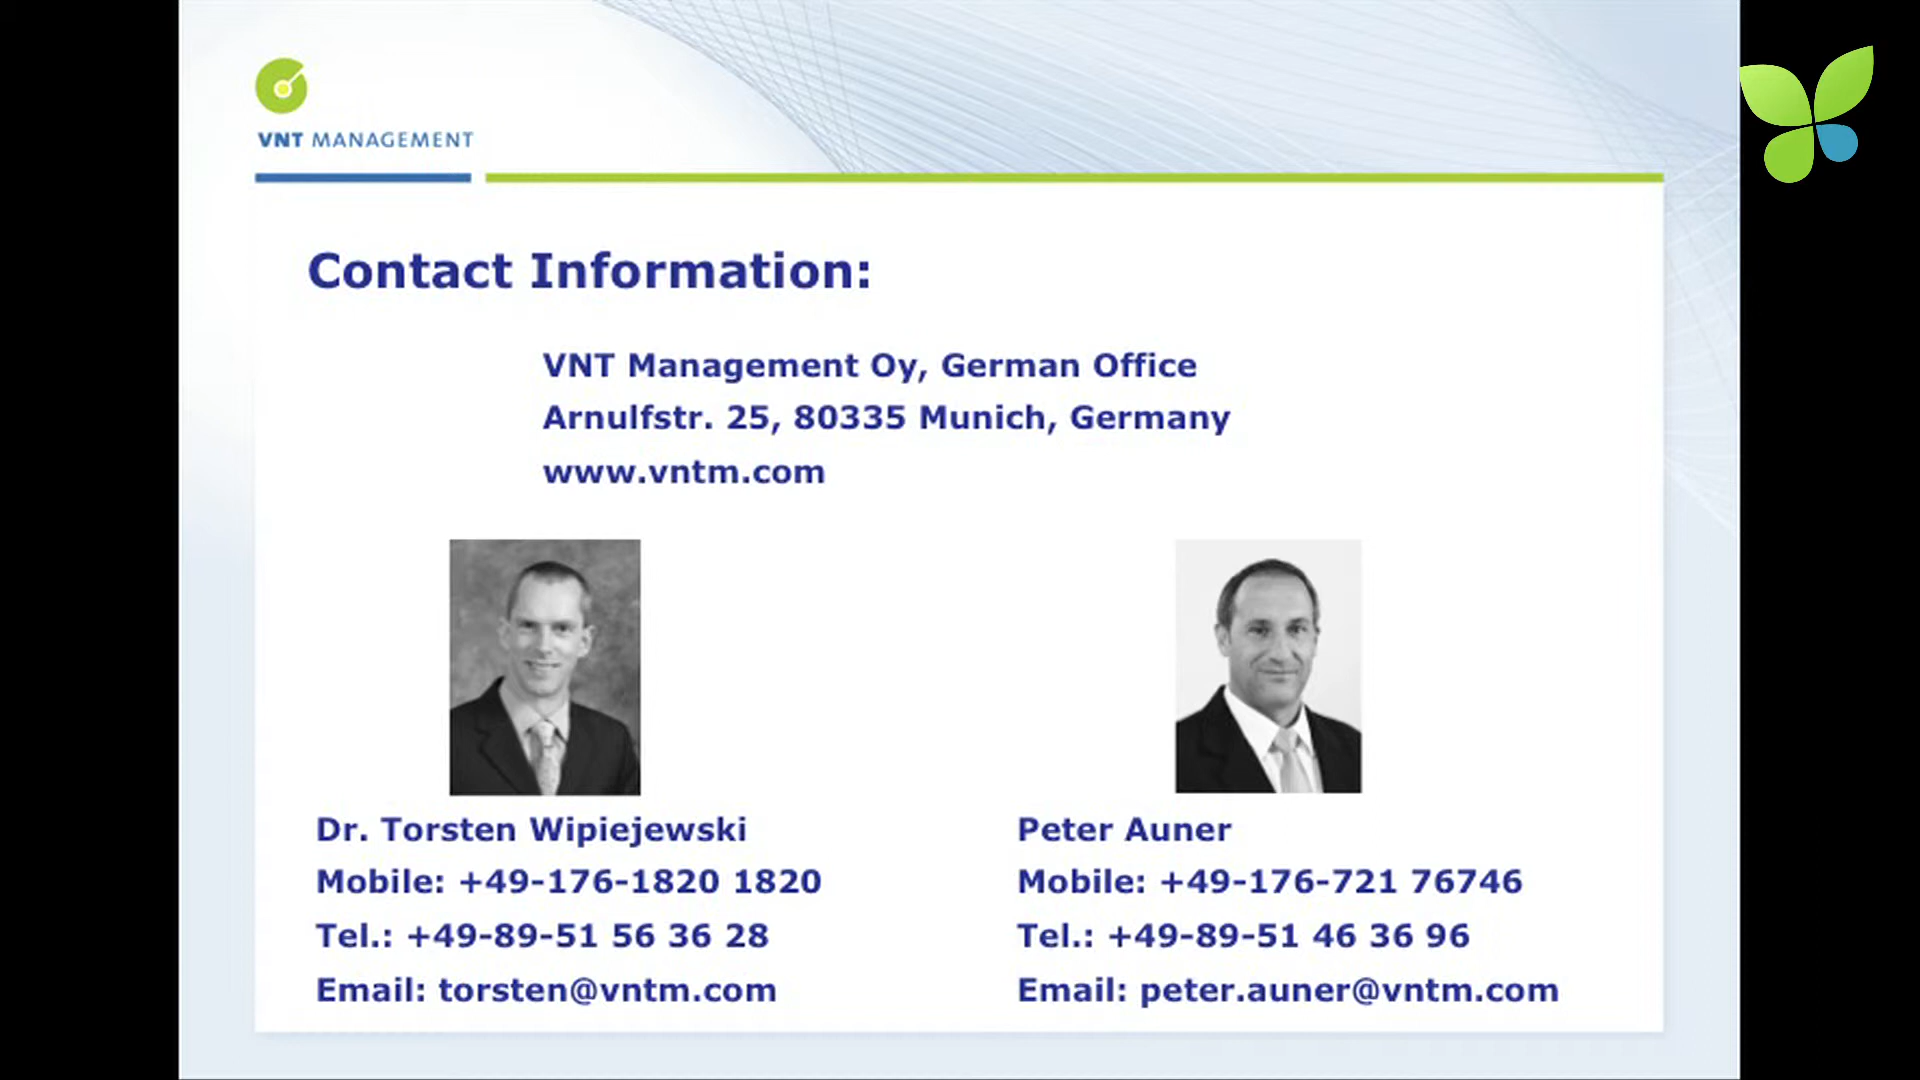 VNT MANAGEMENT
Contact Information:
VNT Management Oy, German Office
Arnulfstr. 25, 80335 Munich, Germany
www.vntm.com
Dr. Torsten Wipiejewski
Mobile: +49-176-1820 1820
Tel.: +49-89-51 56 36 28
Email: torsten@vntm.com
Peter Auner
Mobile: +49-176-721 76746
Tel.: +49-89-51 46 36 96
Email: peter.auner@vntm.com